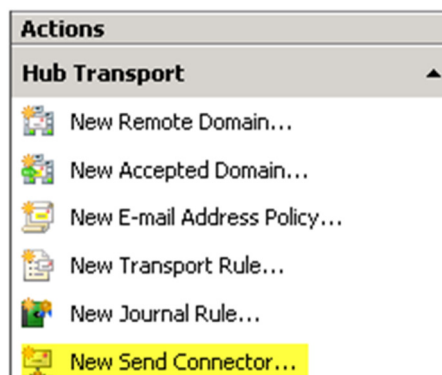 Actions
Hub Transport
New Remote Domain...
New Accepted Domain...
New E-mail Address Policy...
New Transport Rule...
New Journal Rule...
New Send Connector...